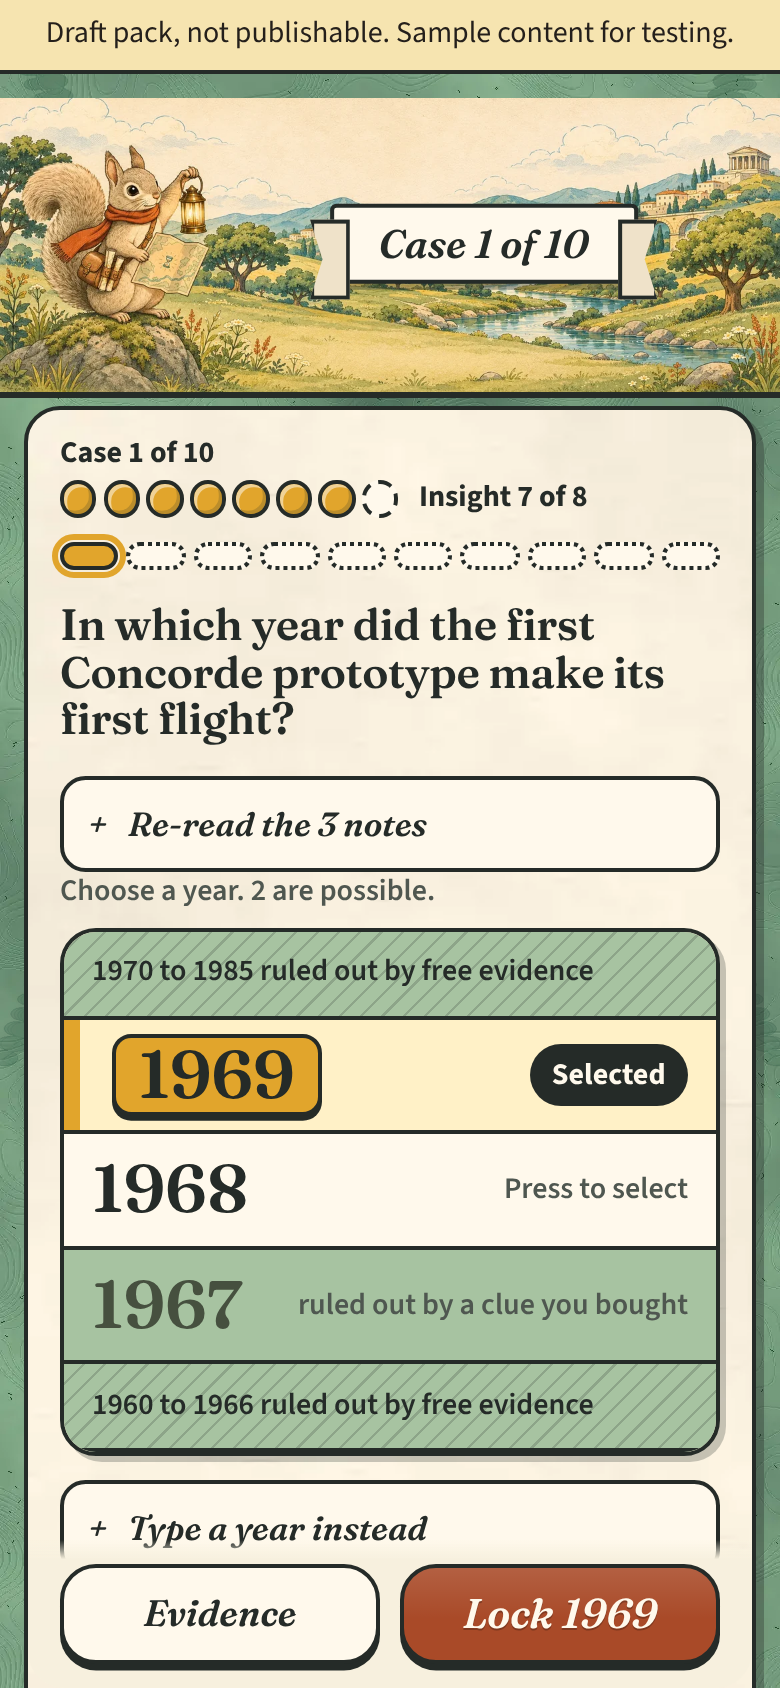 Draft pack, not publishable. Sample content for testing.
Case 1 of 10
Case 1 of 10
Insight 7 of 8
In which year did the first
Concorde prototype make its
first flight?
+ Re-read the 3 notes
Choose a year. 2 are possible.
1970 to 1985 ruled out by free evidence
1969 Selected
1968 Press to select
1967 ruled out by a clue you bought
1960 to 1966 ruled out by free evidence
+ Type a year instead
Evidence Lock 1969